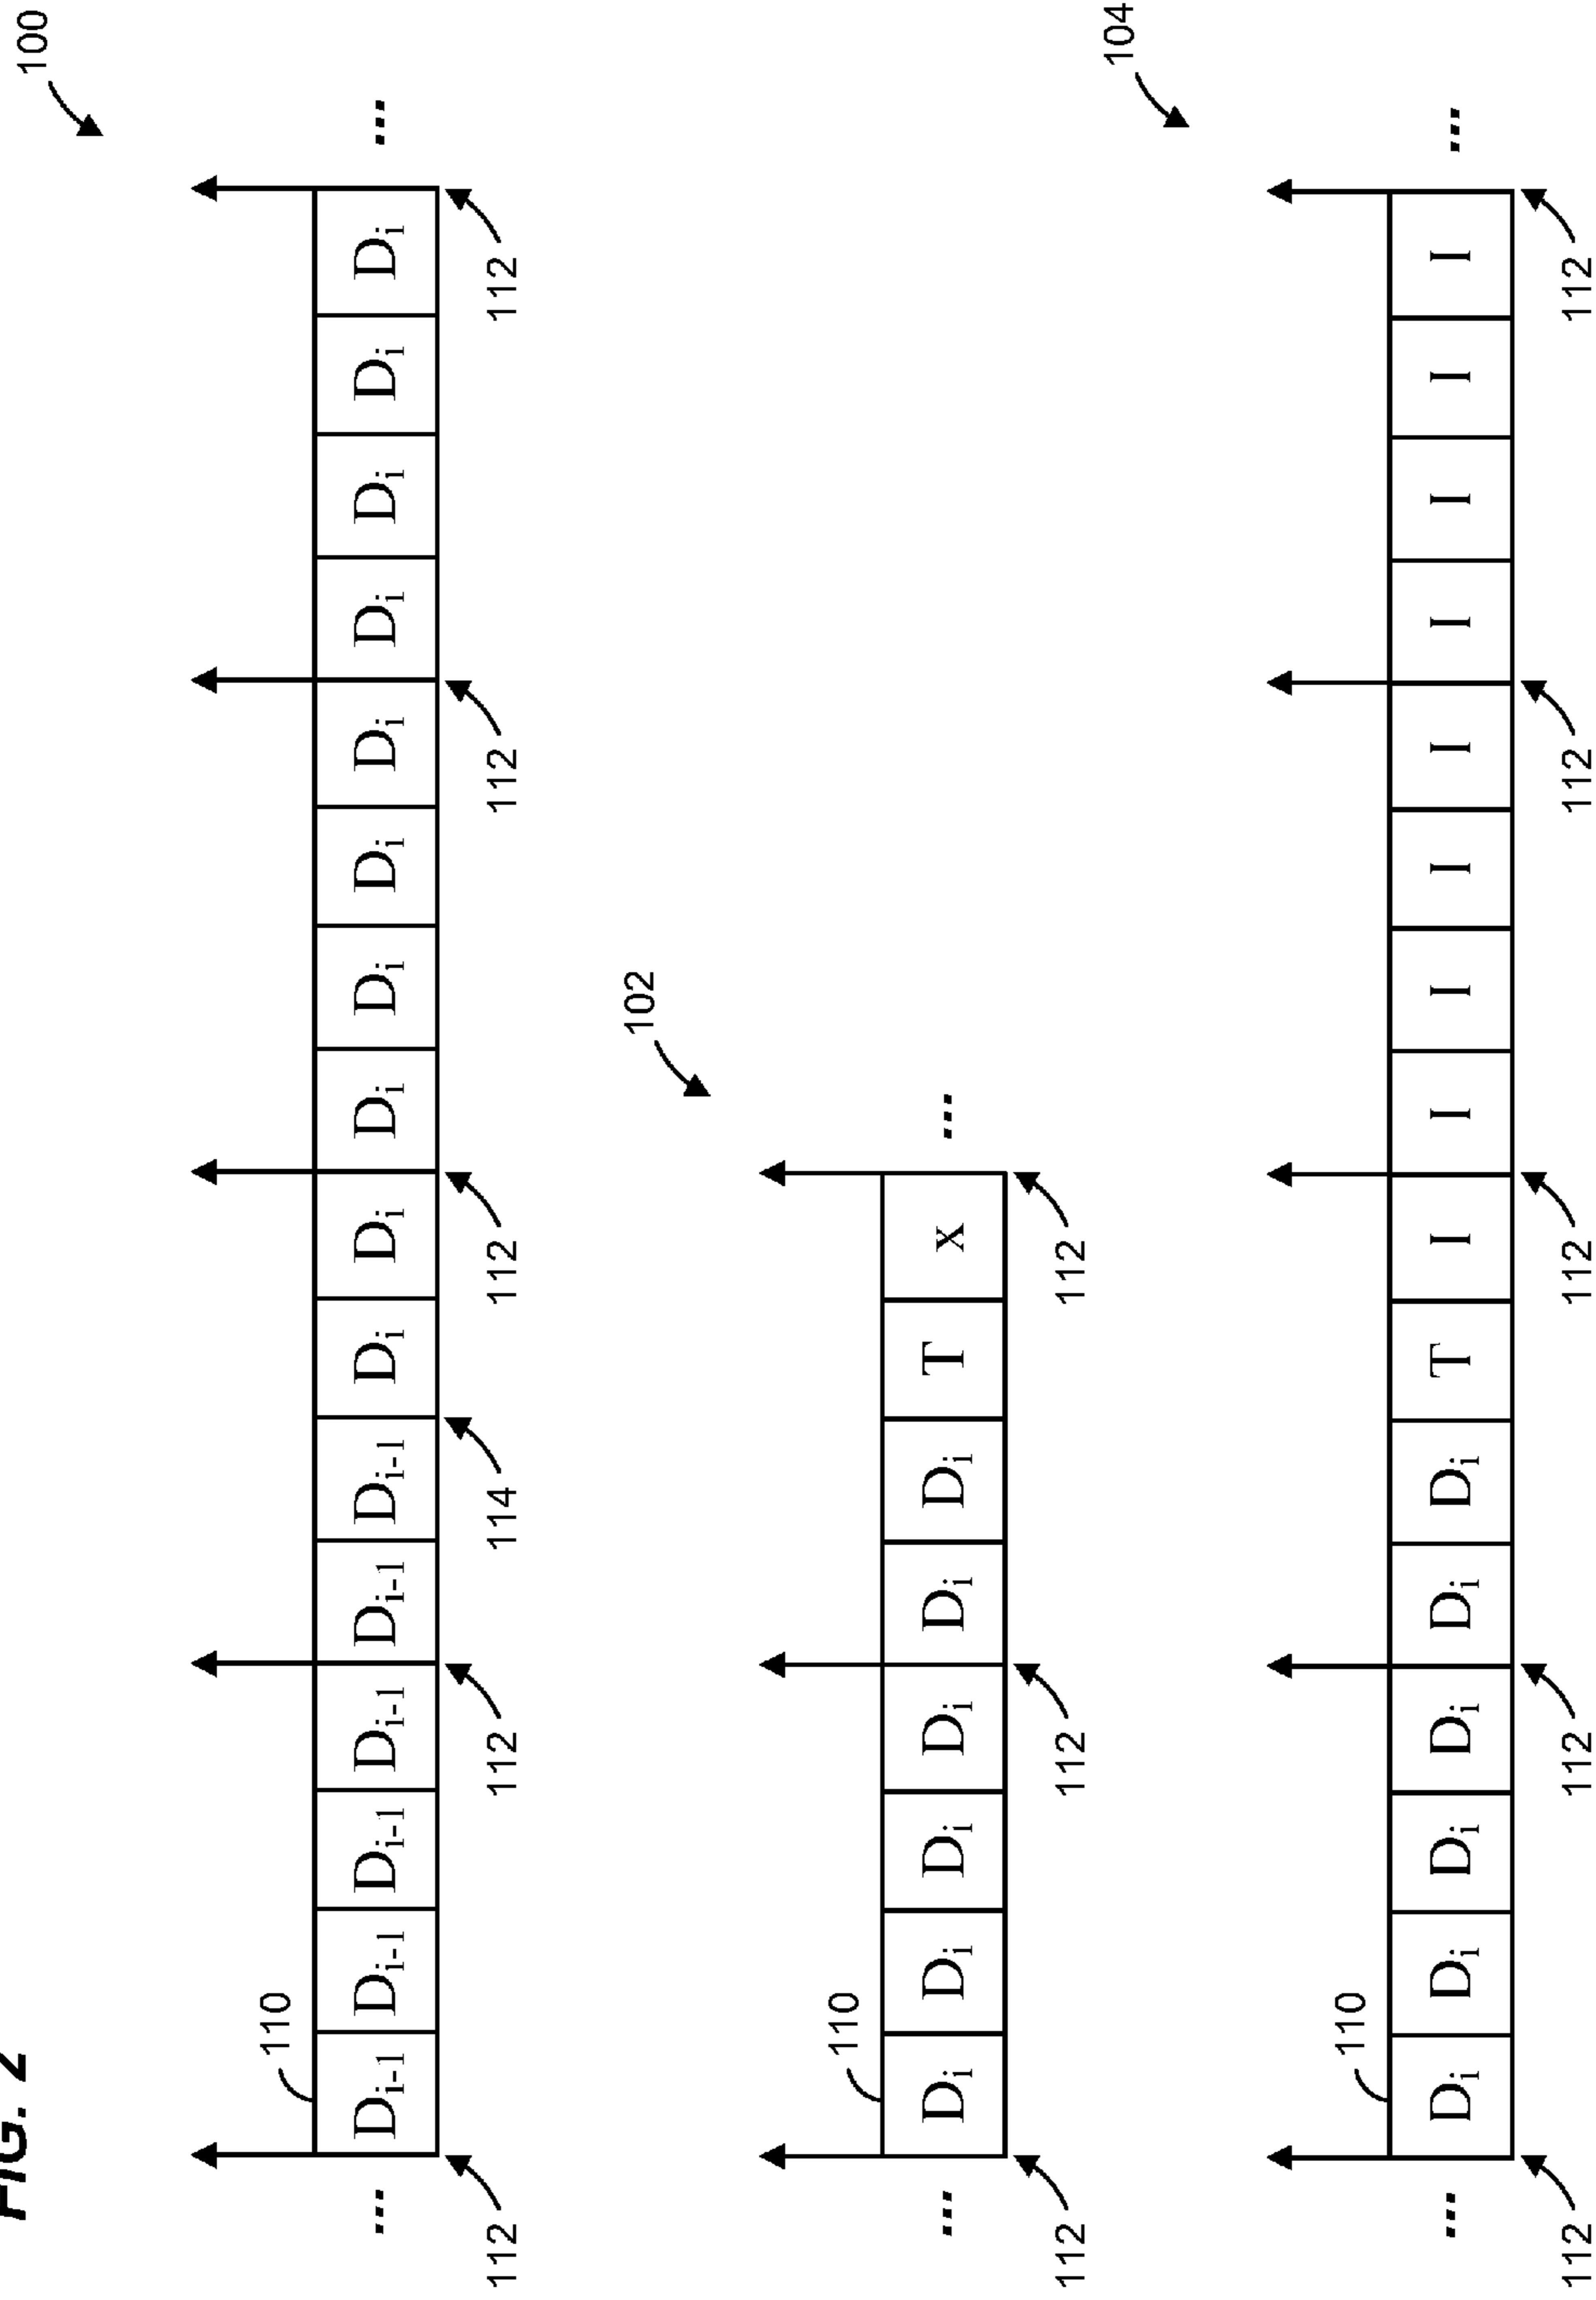 FIG. 2
100
110
... D_{i-1} D_{i-1} D_{i-1} D_{i-1} D_{i-1} D_{i-1} D_i D_i D_i D_i D_i D_i D_i D_i D_i D_i ...
112 112 114 112 112 112
102
110
... D_i D_i D_i D_i D_i D_i T x ...
112 112 112
104
110
... D_i D_i D_i D_i D_i D_i T I I I I I I I I I ...
112 112 112 112 112